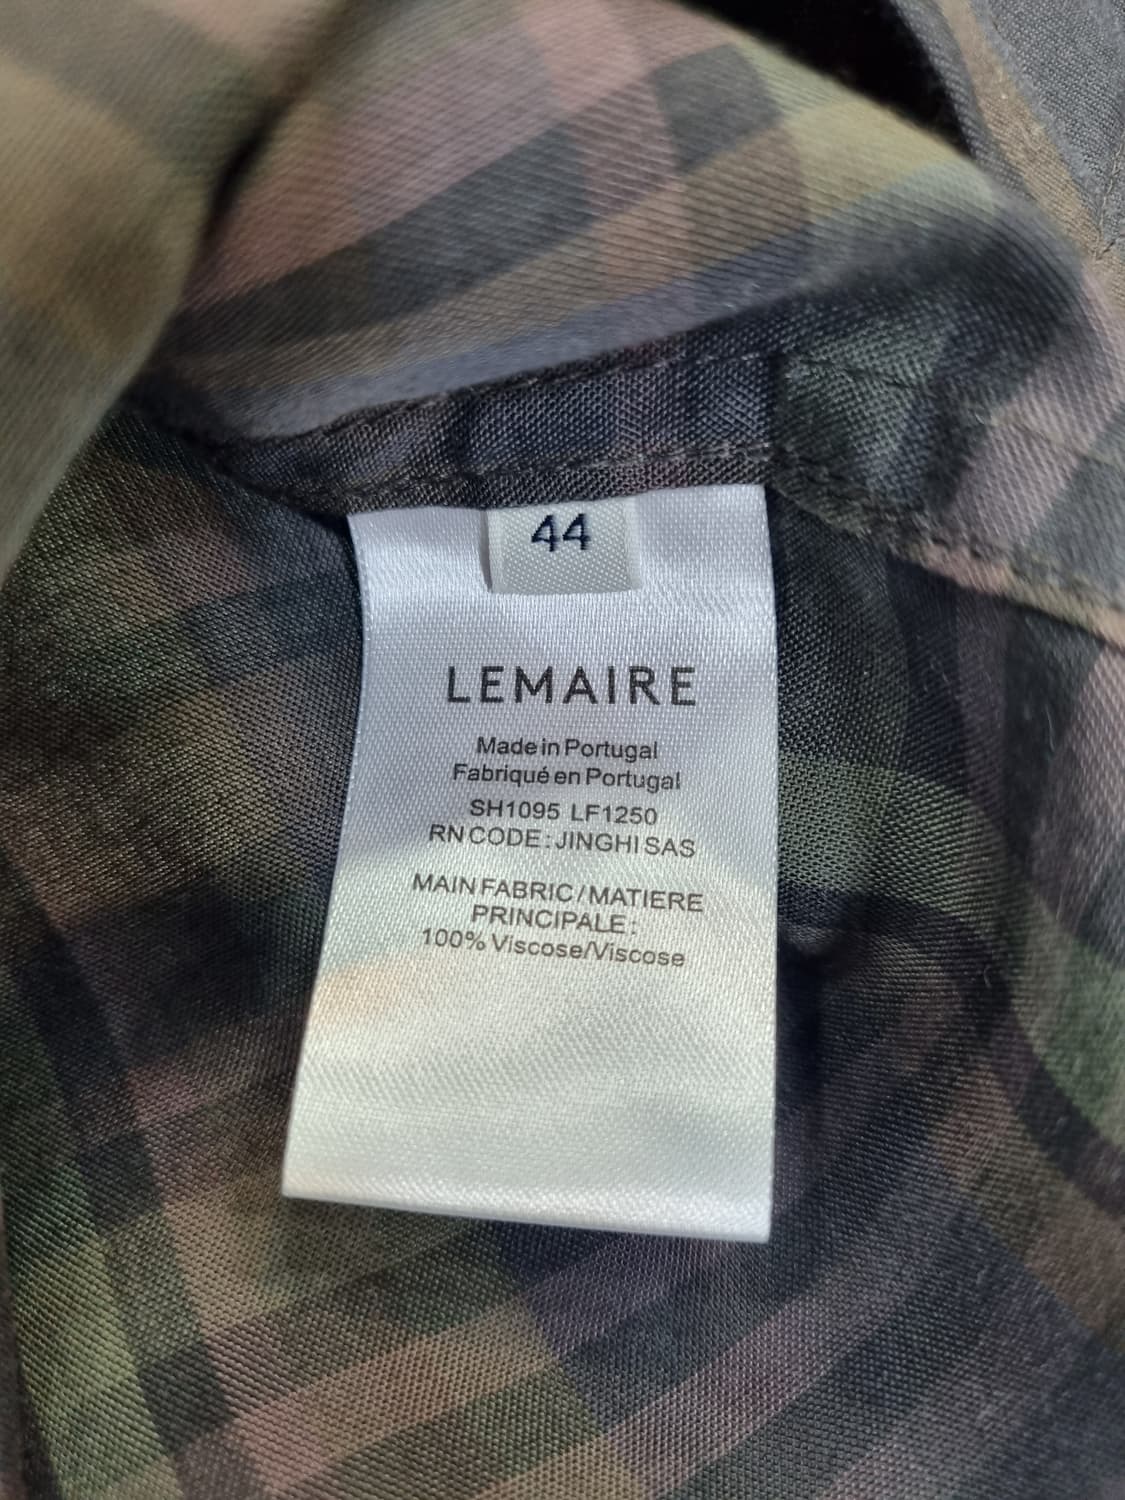 44
LEMAIRE
Made in Portugal
Fabriqué en Portugal
SH1095 LF1250
RN CODE: JINGHI SAS
MAIN FABRIC/MATIERE
PRINCIPALE:
100% Viscose/Viscose